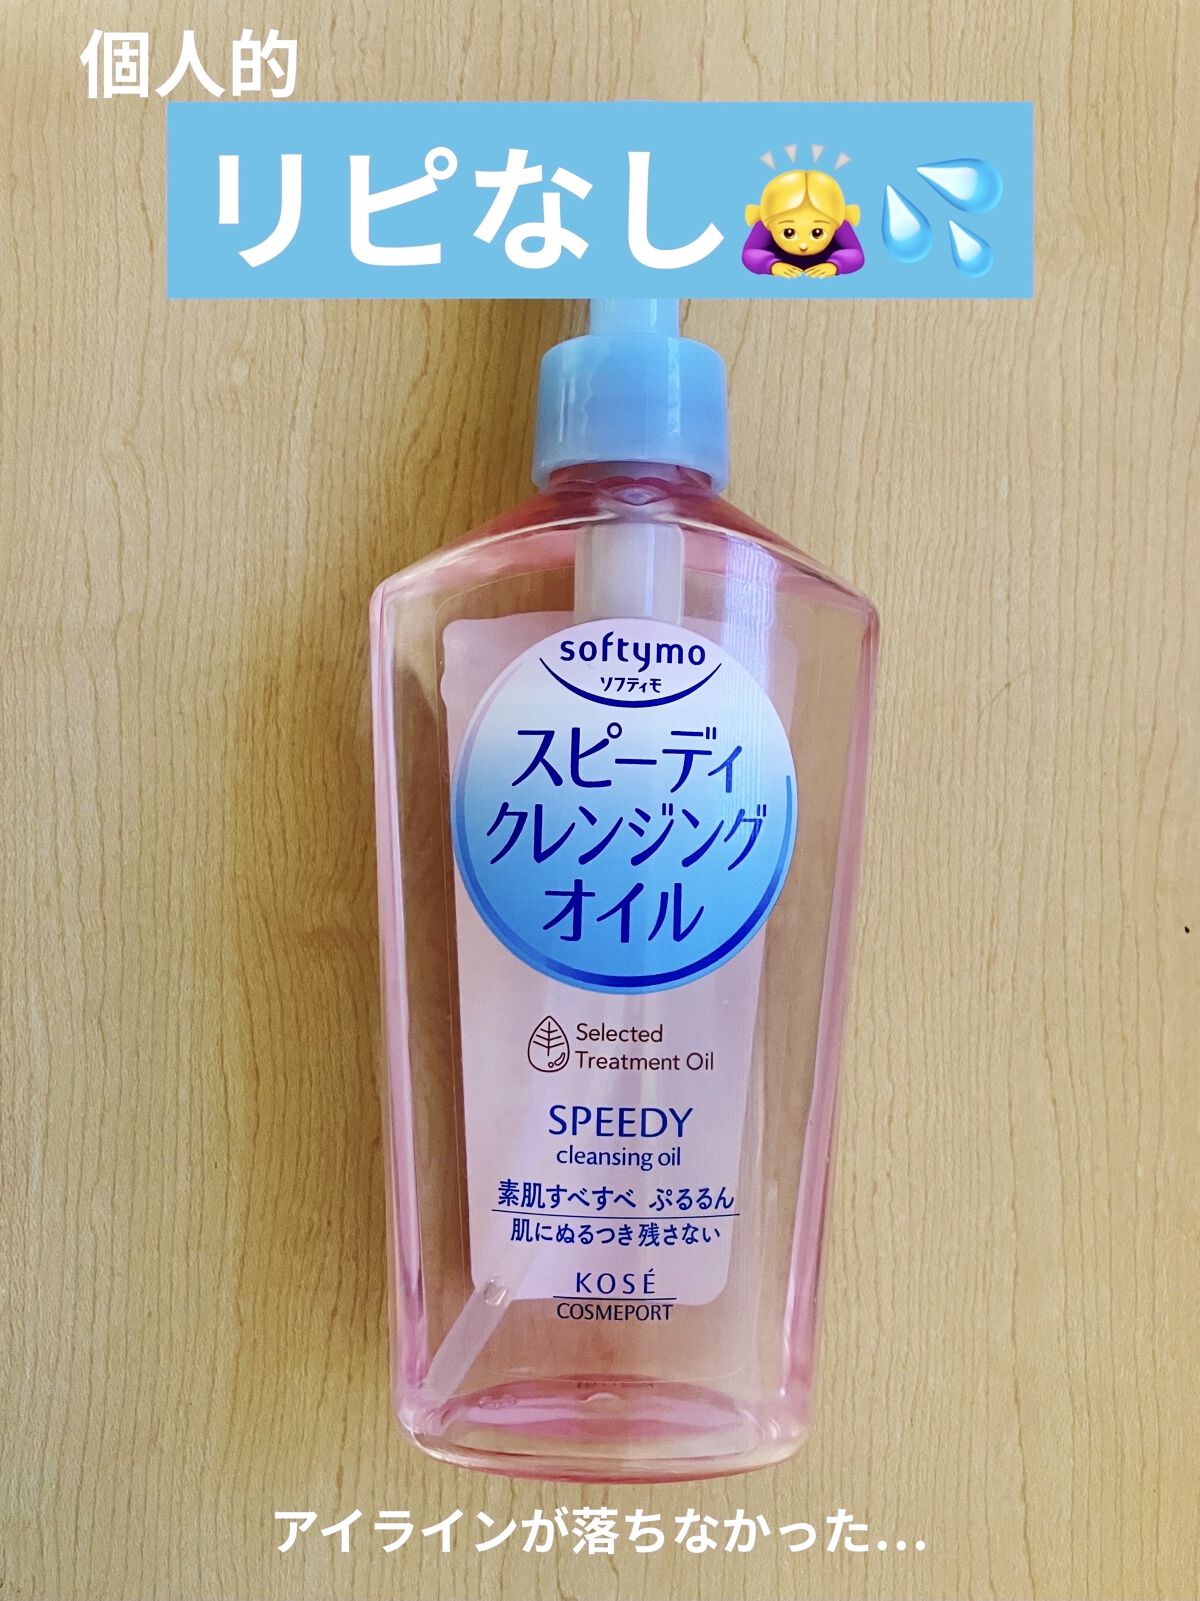 個人的
リピなし🙇‍♀️💦
softymo
ソフティモ
スピーディ
クレンジング
オイル
Selected
Treatment Oil
SPEEDY
cleansing oil
素肌すべすべ ぷるるん
肌にぬるつき残さない
KOSÉ
COSMEPORT
アイラインが落ちなかった…